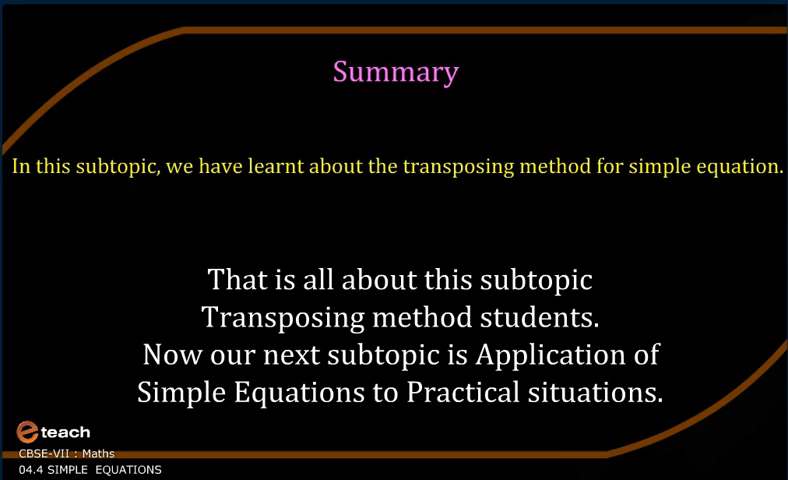 Summary
In this subtopic, we have learnt about the transposing method for simple equation.
That is all about this subtopic
Transposing method students.
Now our next subtopic is Application of
Simple Equations to Practical situations.
e teach
CBSE-VII : Maths
04.4 SIMPLE EQUATIONS